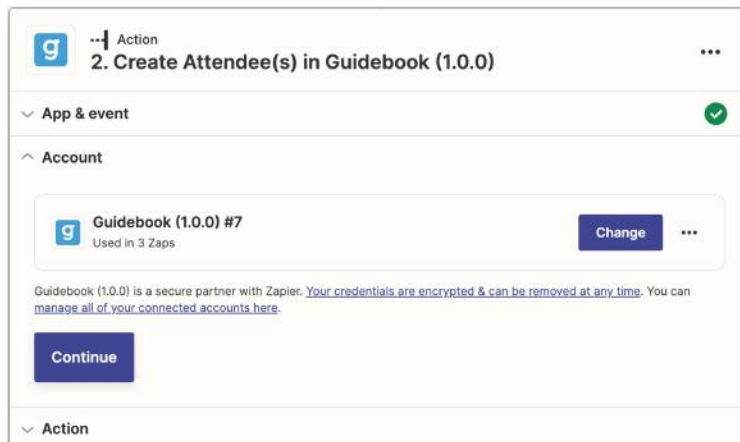 g
Action
2. Create Attendee(s) in Guidebook (1.0.0)
App & event
Account
g
Guidebook (1.0.0) #7
Used in 3 Zaps
Change
Guidebook (1.0.0) is a secure partner with Zapier. Your credentials are encrypted & can be removed at any time. You can
manage all of your connected accounts here.
Continue
Action